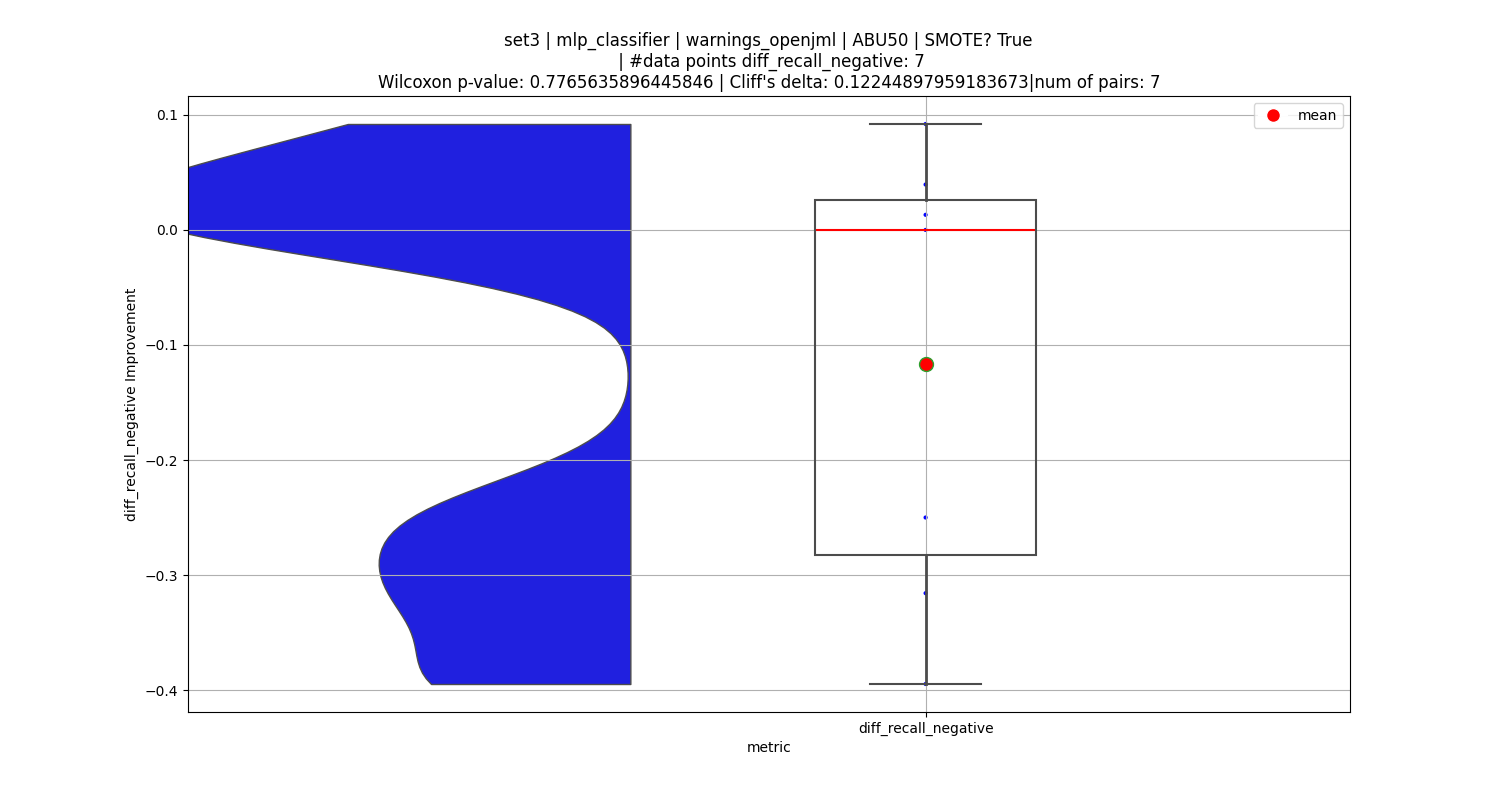 set3 | mlp_classifier | warnings_openjml | ABU50 | SMOTE? True
| #data points diff_recall_negative: 7
Wilcoxon p-value: 0.7765635896445846 | Cliff's delta: 0.12244897959183673|num of pairs: 7
mean
0.1
0.0
−0.1
−0.2
−0.3
−0.4
diff_recall_negative Improvement
diff_recall_negative
metric